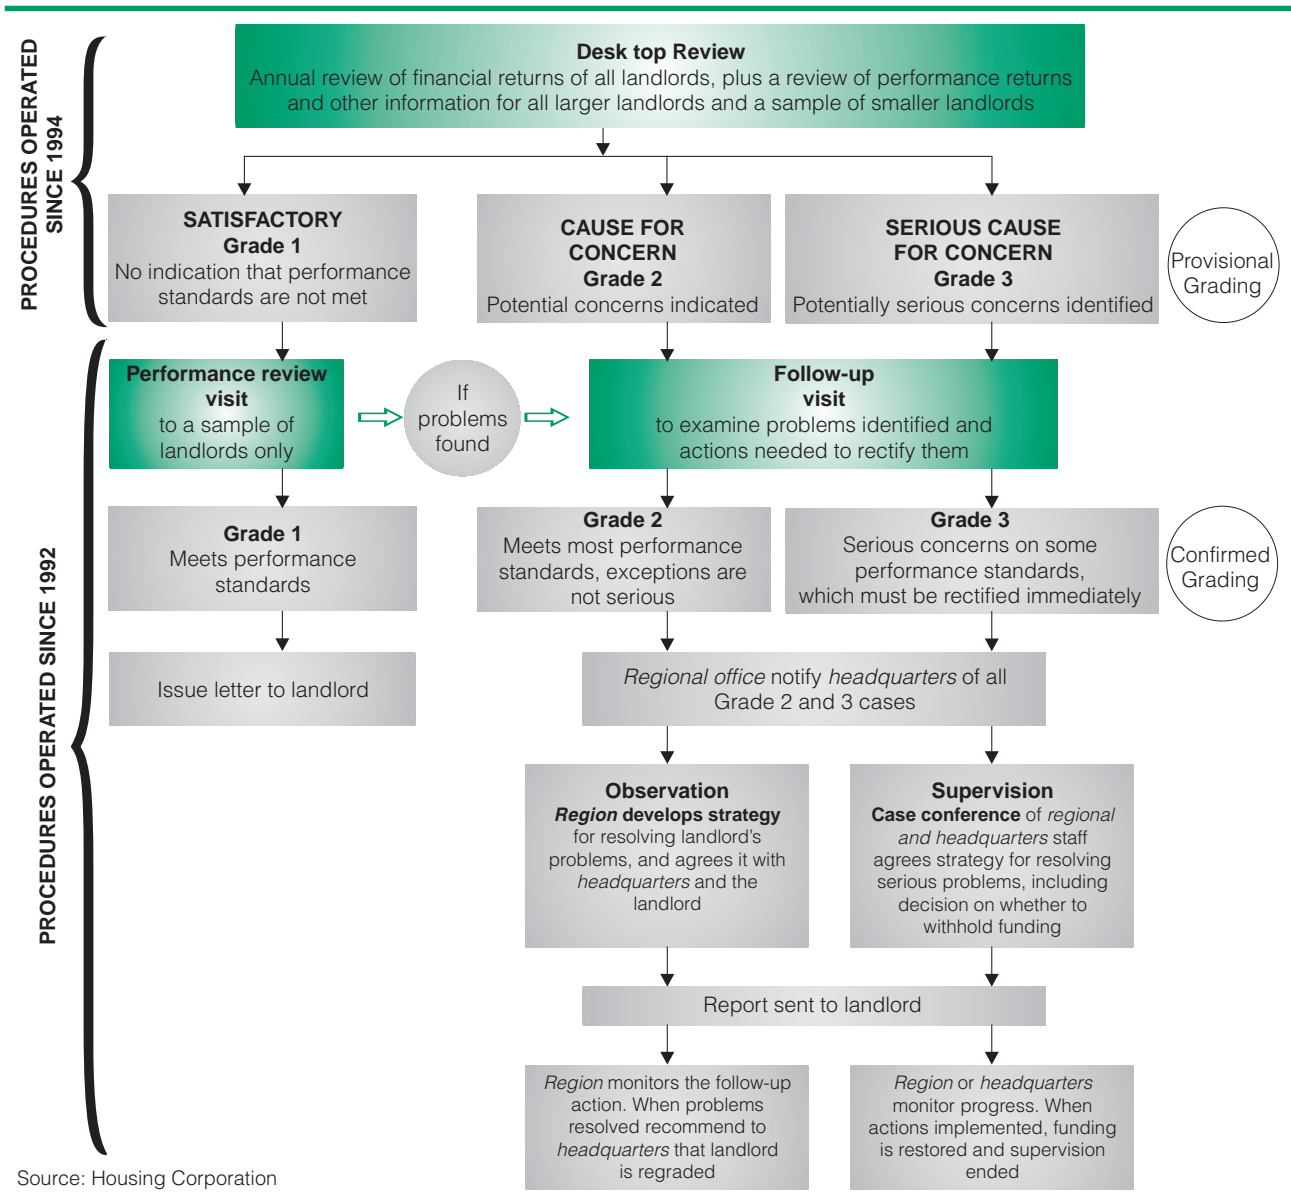 PROCEDURES OPERATED
SINCE 1994
Desk top Review
Annual review of financial returns of all landlords, plus a review of performance returns
and other information for all larger landlords and a sample of smaller landlords
SATISFACTORY
Grade 1
No indication that performance
standards are not met
CAUSE FOR
CONCERN
Grade 2
Potential concerns indicated
SERIOUS CAUSE
FOR CONCERN
Grade 3
Potentially serious concerns identified
Provisional
Grading
PROCEDURES OPERATED SINCE 1992
Performance review
visit
to a sample of
landlords only
If
problems
found
Follow-up
visit
to examine problems identified and
actions needed to rectify them
Grade 1
Meets performance
standards
Grade 2
Meets most performance
standards, exceptions are
not serious
Grade 3
Serious concerns on some
performance standards,
which must be rectified immediately
Confirmed
Grading
Issue letter to landlord
Regional office notify headquarters of all
Grade 2 and 3 cases
Observation
Region develops strategy
for resolving landlord's
problems, and agrees it with
headquarters and the
landlord
Supervision
Case conference of regional
and headquarters staff
agrees strategy for resolving
serious problems, including
decision on whether to
withhold funding
Report sent to landlord
Region monitors the follow-up
action. When problems
resolved recommend to
headquarters that landlord
is regraded
Region or headquarters
monitor progress. When
actions implemented, funding
is restored and supervision
ended
Source: Housing Corporation